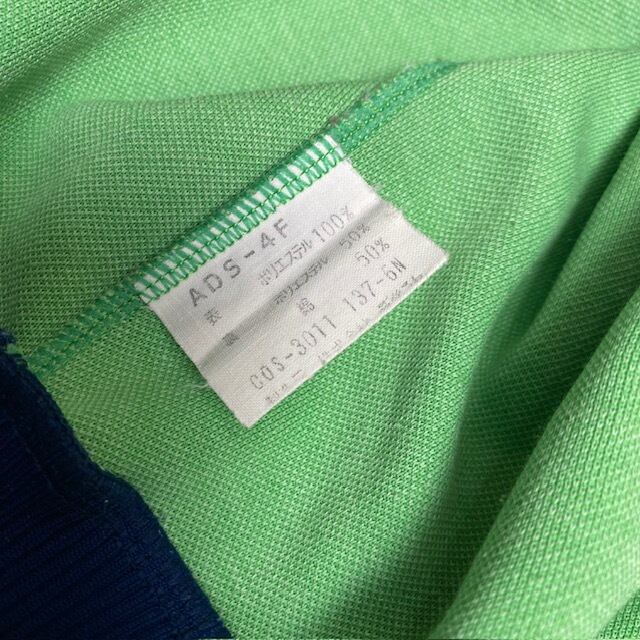 ADS-4F
表 ポリエステル 100%
裏 ポリエステル 50%
綿 50%
COS-3011 137-6N